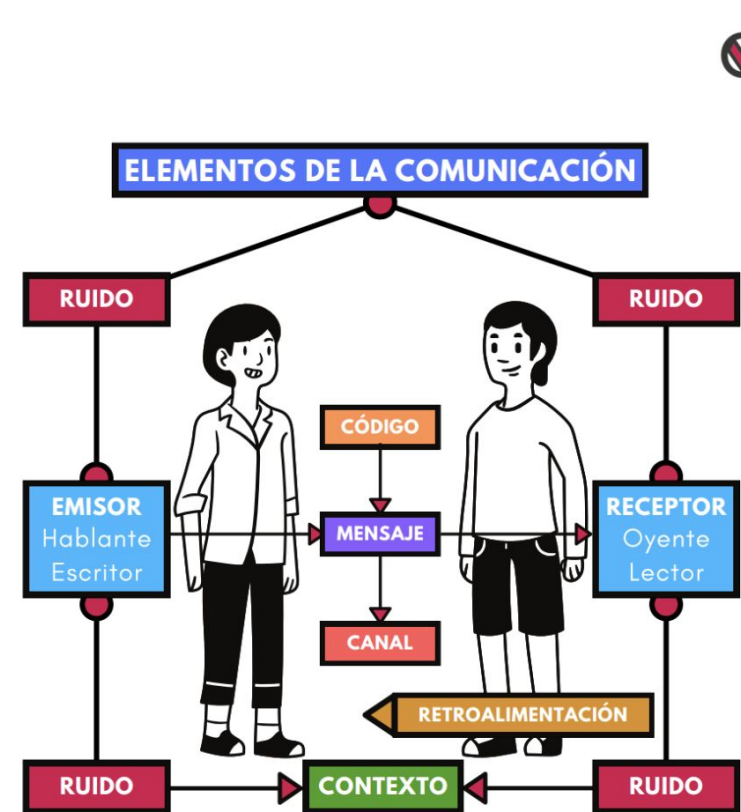 ELEMENTOS DE LA COMUNICACIÓN
RUIDO
RUIDO
CÓDIGO
EMISOR
Hablante
Escritor
MENSAJE
RECEPTOR
Oyente
Lector
CANAL
RETROALIMENTACIÓN
RUIDO
CONTEXTO
RUIDO